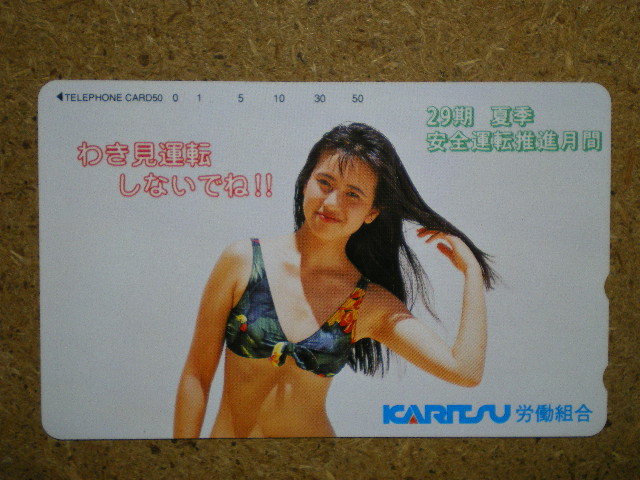 ◀TELEPHONE CARD50 0 1 5 10 30 50
29期 夏季
安全運転推進月間
わき見運転
しないでね!!
KARITSU 労働組合